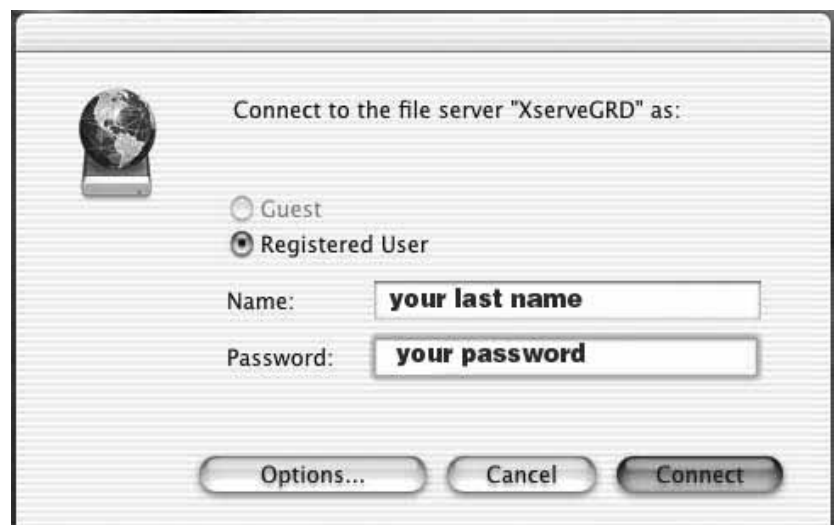 Connect to the file server "XserveGRD" as:
Guest
Registered User
Name: your last name
Password: your password
Options... Cancel Connect